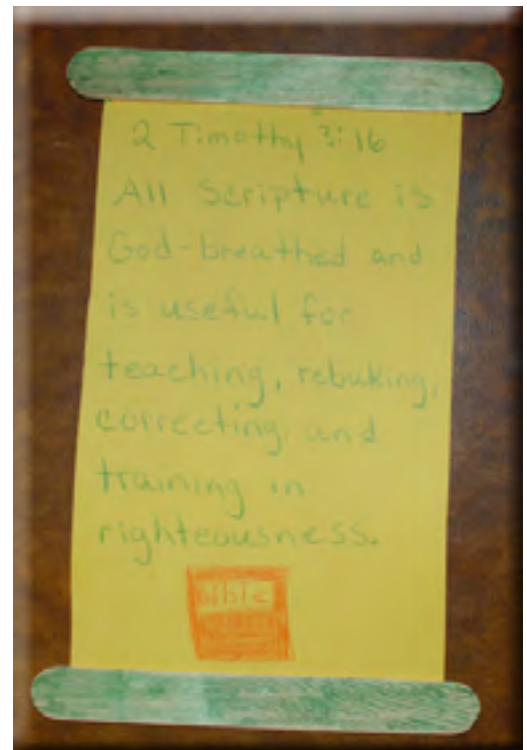 2 Timothy 3:16
All Scripture is
God-breathed and
is useful for
teaching, rebuking,
correcting and
training in
righteousness.
Bible